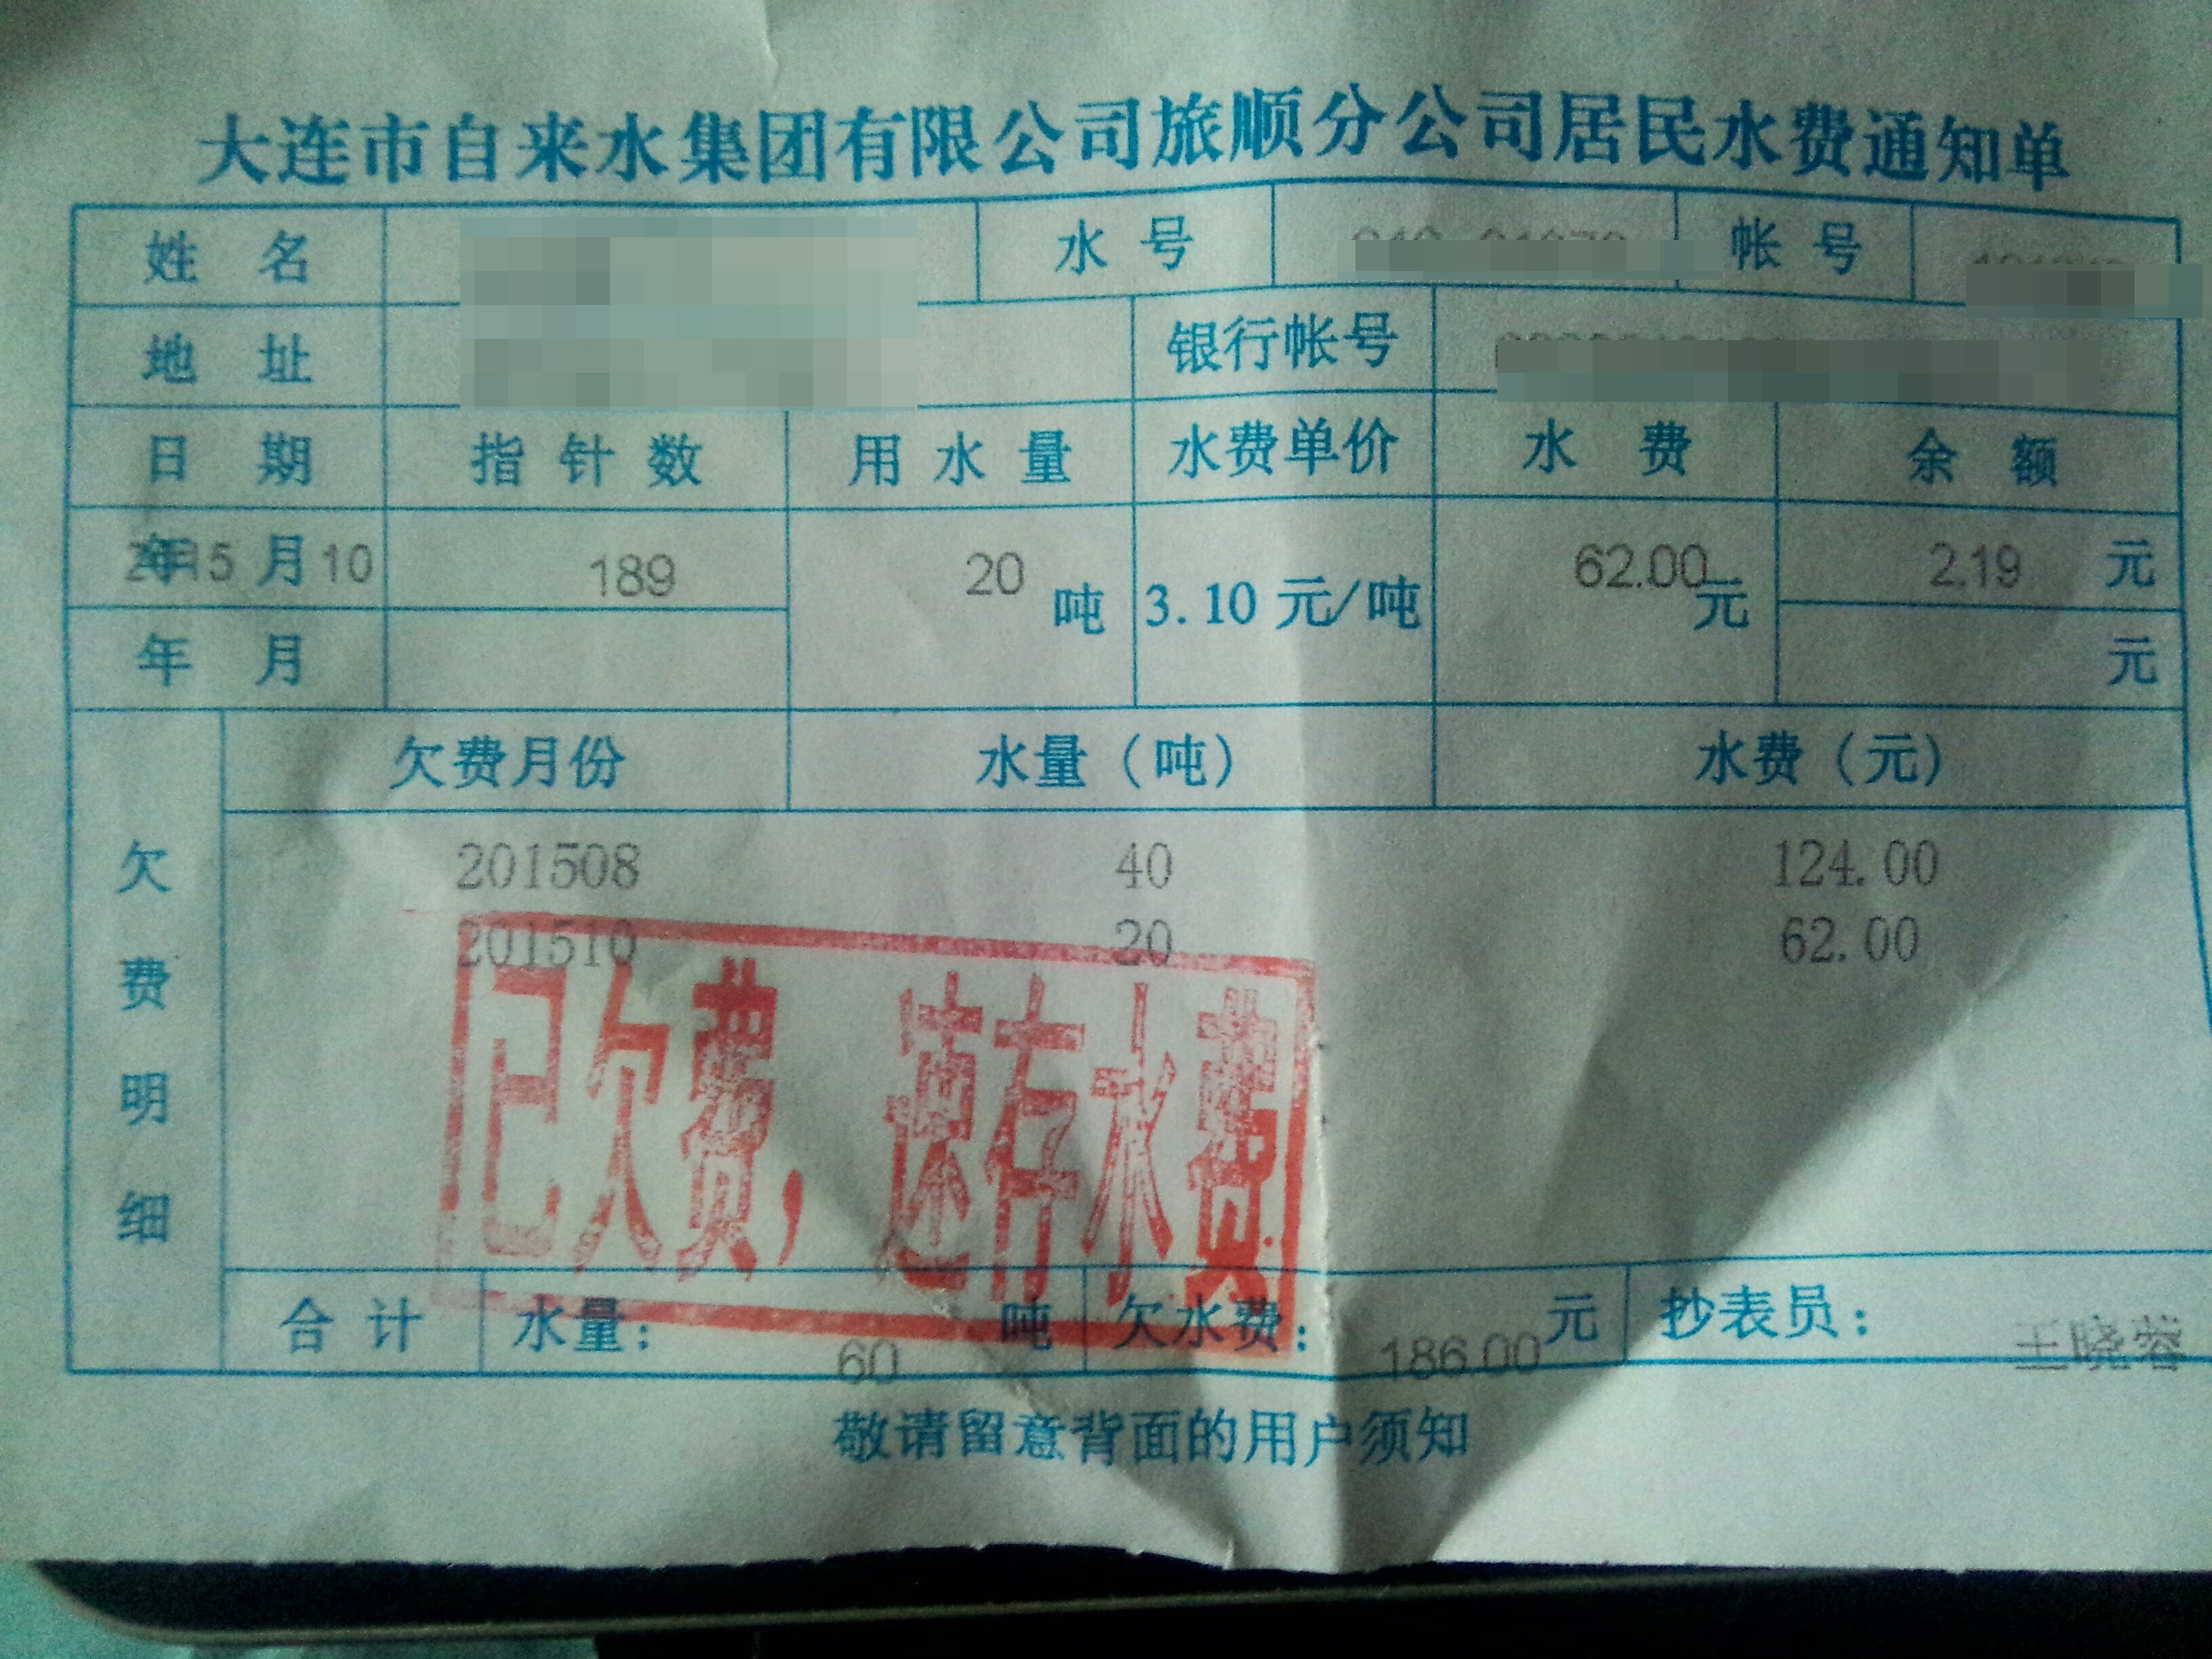 大连市自来水集团有限公司旅顺分公司居民水费通知单
姓 名 水 号 帐 号
地 址 银行帐号
日 期 指 针 数 用 水 量 水费单价 水 费 余 额
2015 年 月 10 189 20 吨 3.10 元/吨 62.00 元 2.19 元
年 月 元
欠费明细 欠费月份 水量（吨） 水费（元）
201508 40 124.00
201510 20 62.00
已欠费，速存水费
合 计 水量： 60 吨 欠水费： 186.00 元 抄表员： 王晓蓉
敬请留意背面的用户须知